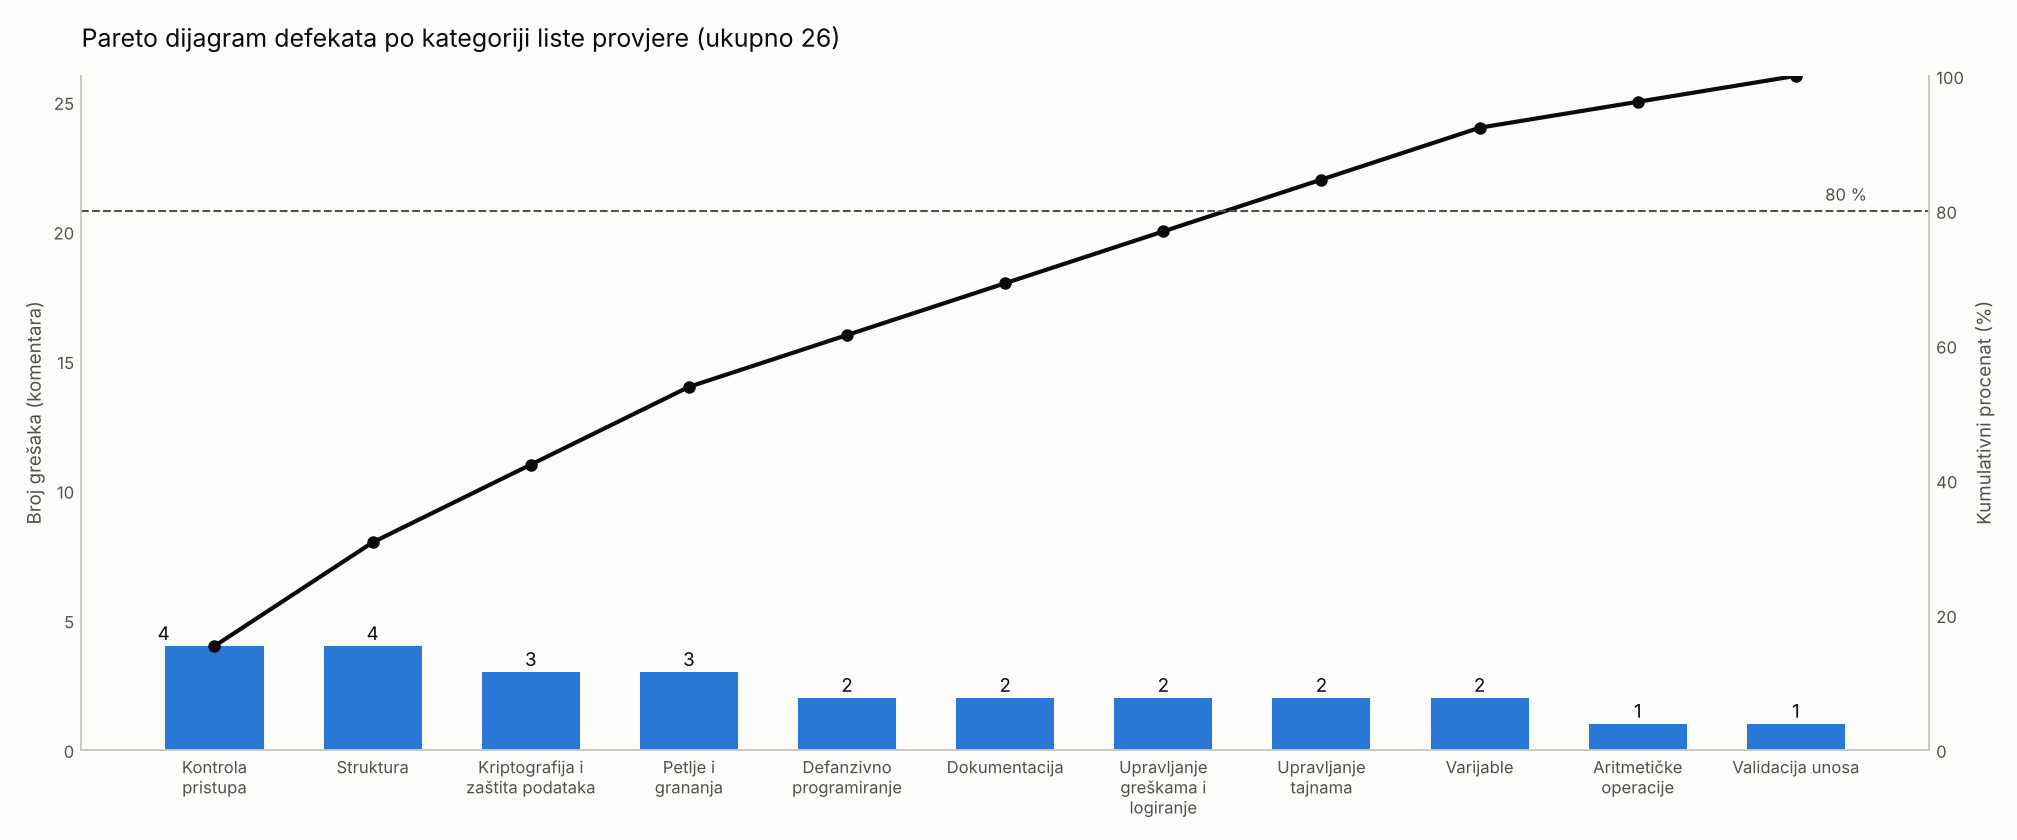 Pareto dijagram defekata po kategoriji liste provjere (ukupno 26)
Broj grešaka (komentara)
25
20
15
10
5
0
100
80
60
40
20
0
Kumulativni procenat (%)
80 %
4
4
3
3
2
2
2
2
2
1
1
Kontrola
pristupa
Struktura
Kriptografija i
zaštita podataka
Petlje i
grananja
Defanzivno
programiranje
Dokumentacija
Upravljanje
greškama i
logiranje
Upravljanje
tajnama
Varijable
Aritmetičke
operacije
Validacija unosa